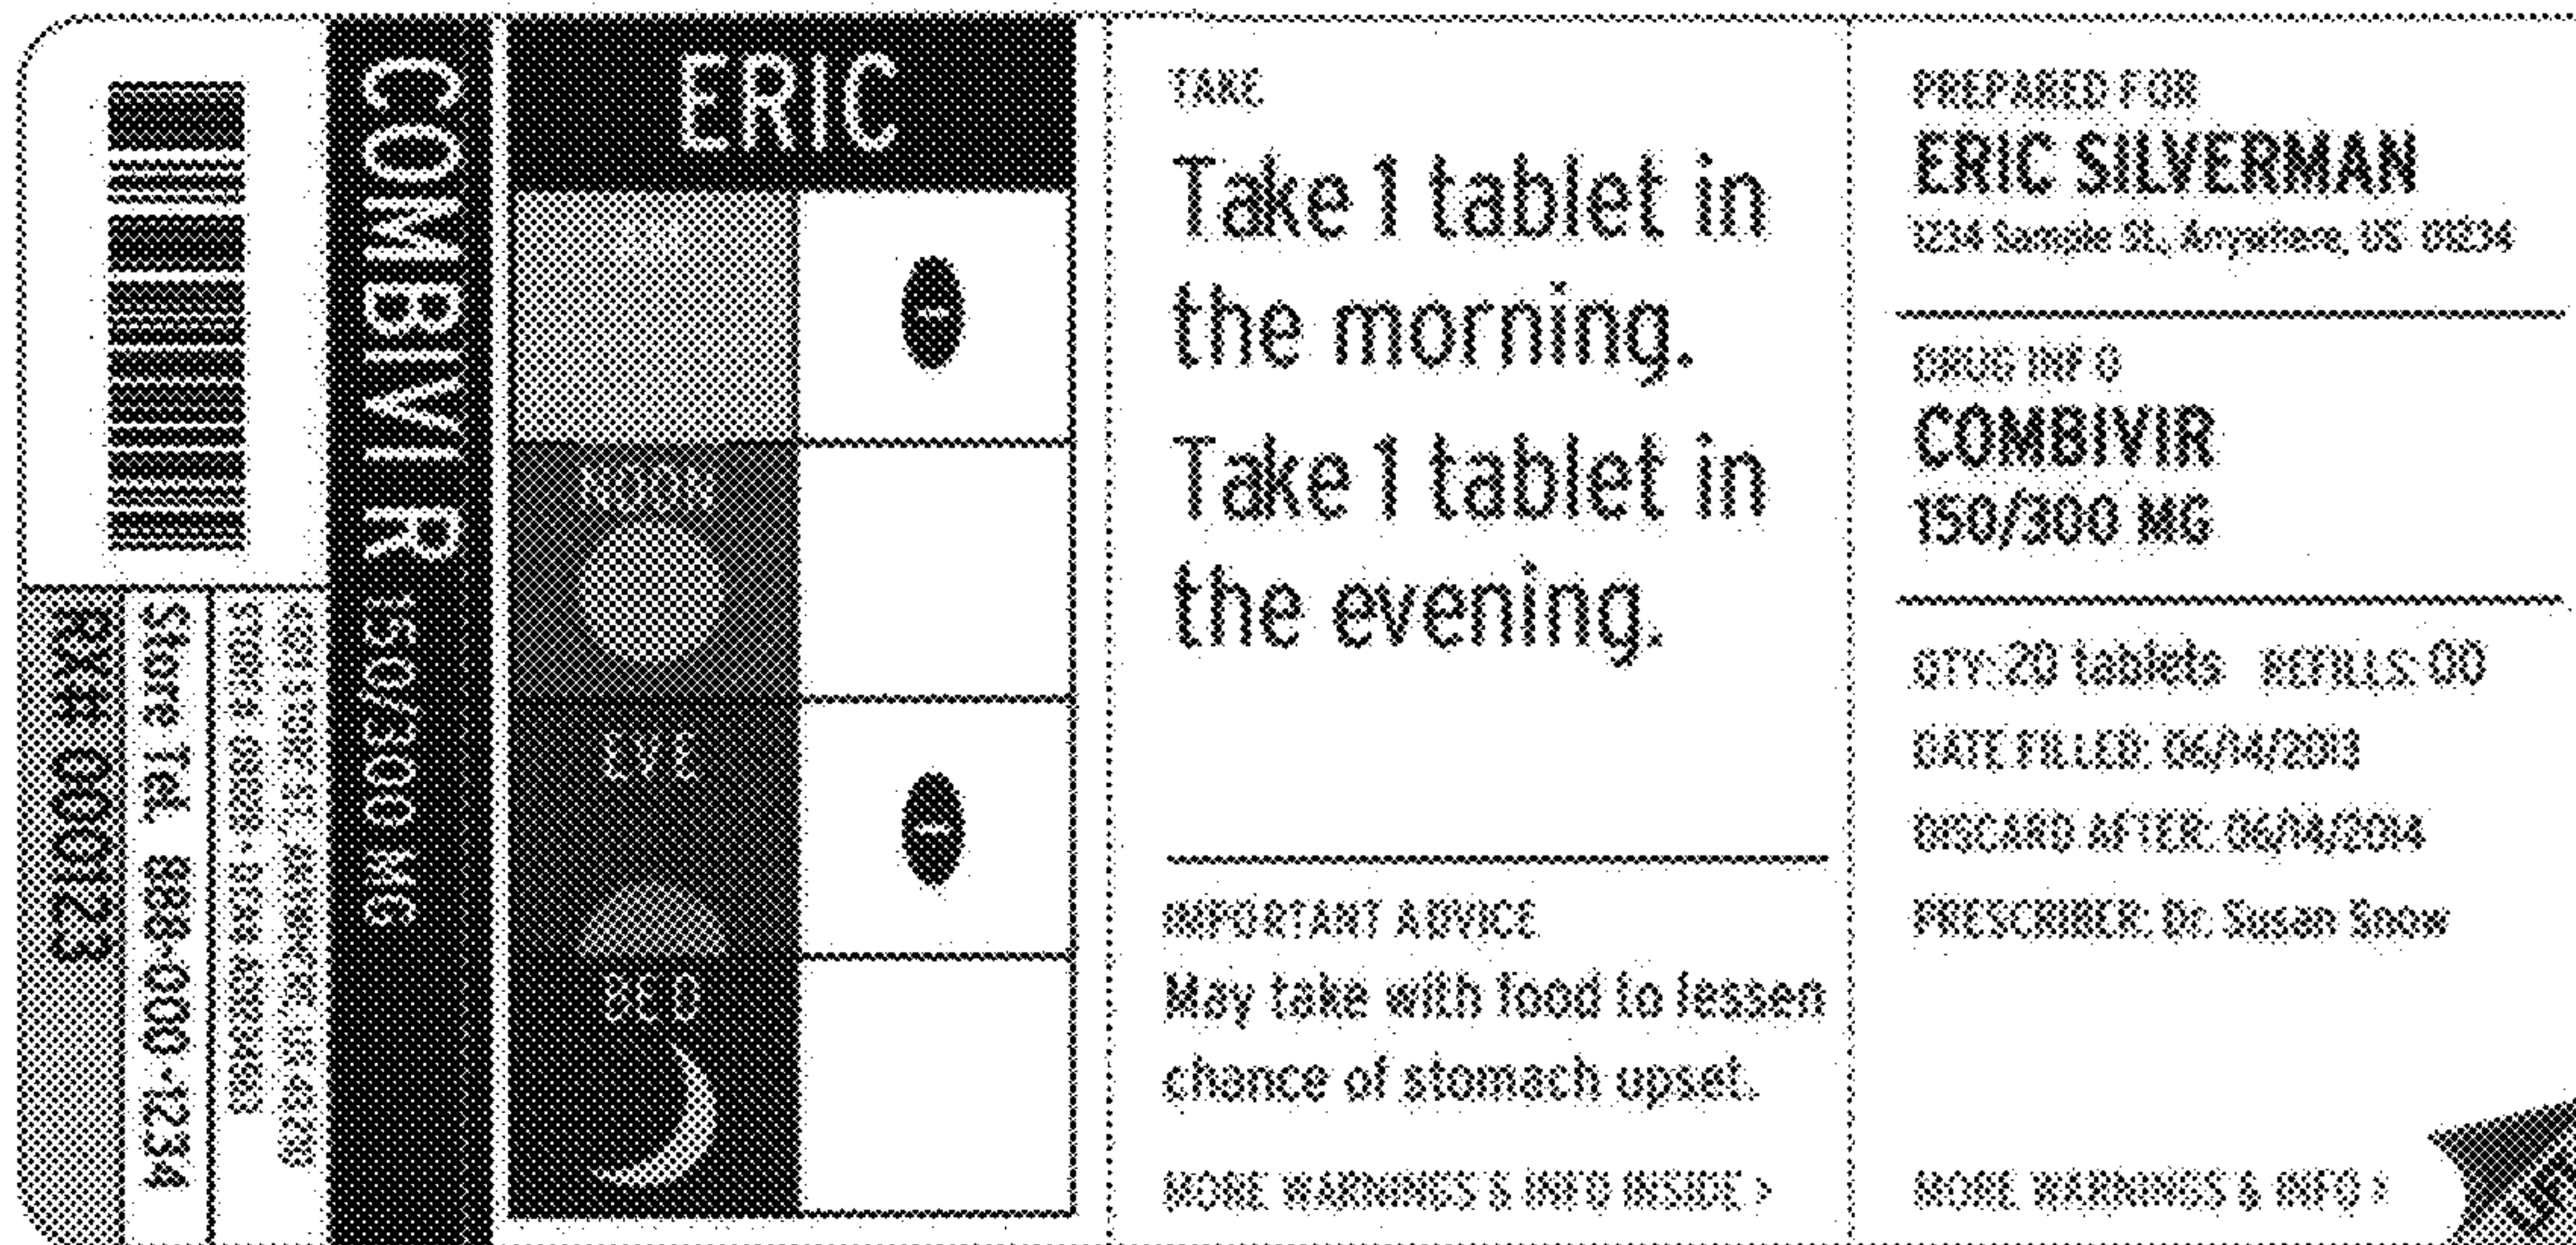 COMBIVIR 150/300 MG
RX# 00123
Store Tel. 888·000·1234
ERIC
NOON
EVE
BED
TAKE
Take 1 tablet in
the morning.
Take 1 tablet in
the evening.
IMPORTANT ADVICE
May take with food to lessen
chance of stomach upset.
MORE WARNINGS & INFO INSIDE >
PREPARED FOR
ERIC SILVERMAN
1234 Sample St., Anywhere, US 01234
DRUG INFO
COMBIVIR
150/300 MG
QTY: 20 tablets REFILLS: 00
DATE FILLED: 06/14/2013
DISCARD AFTER: 06/14/2014
PRESCRIBER: Dr. Susan Snow
MORE WARNINGS & INFO >